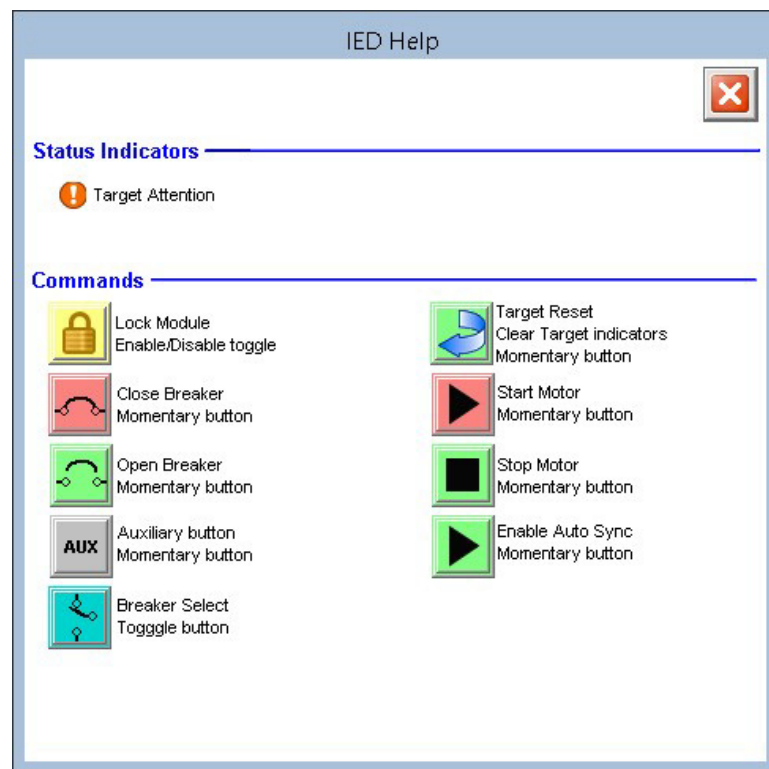 IED Help
Status Indicators
Target Attention
Commands
Lock Module
Enable/Disable toggle
Close Breaker
Momentary button
Open Breaker
Momentary button
AUX
Auxiliary button
Momentary button
Breaker Select
Togggle button
Target Reset
Clear Target indicators
Momentary button
Start Motor
Momentary button
Stop Motor
Momentary button
Enable Auto Sync
Momentary button